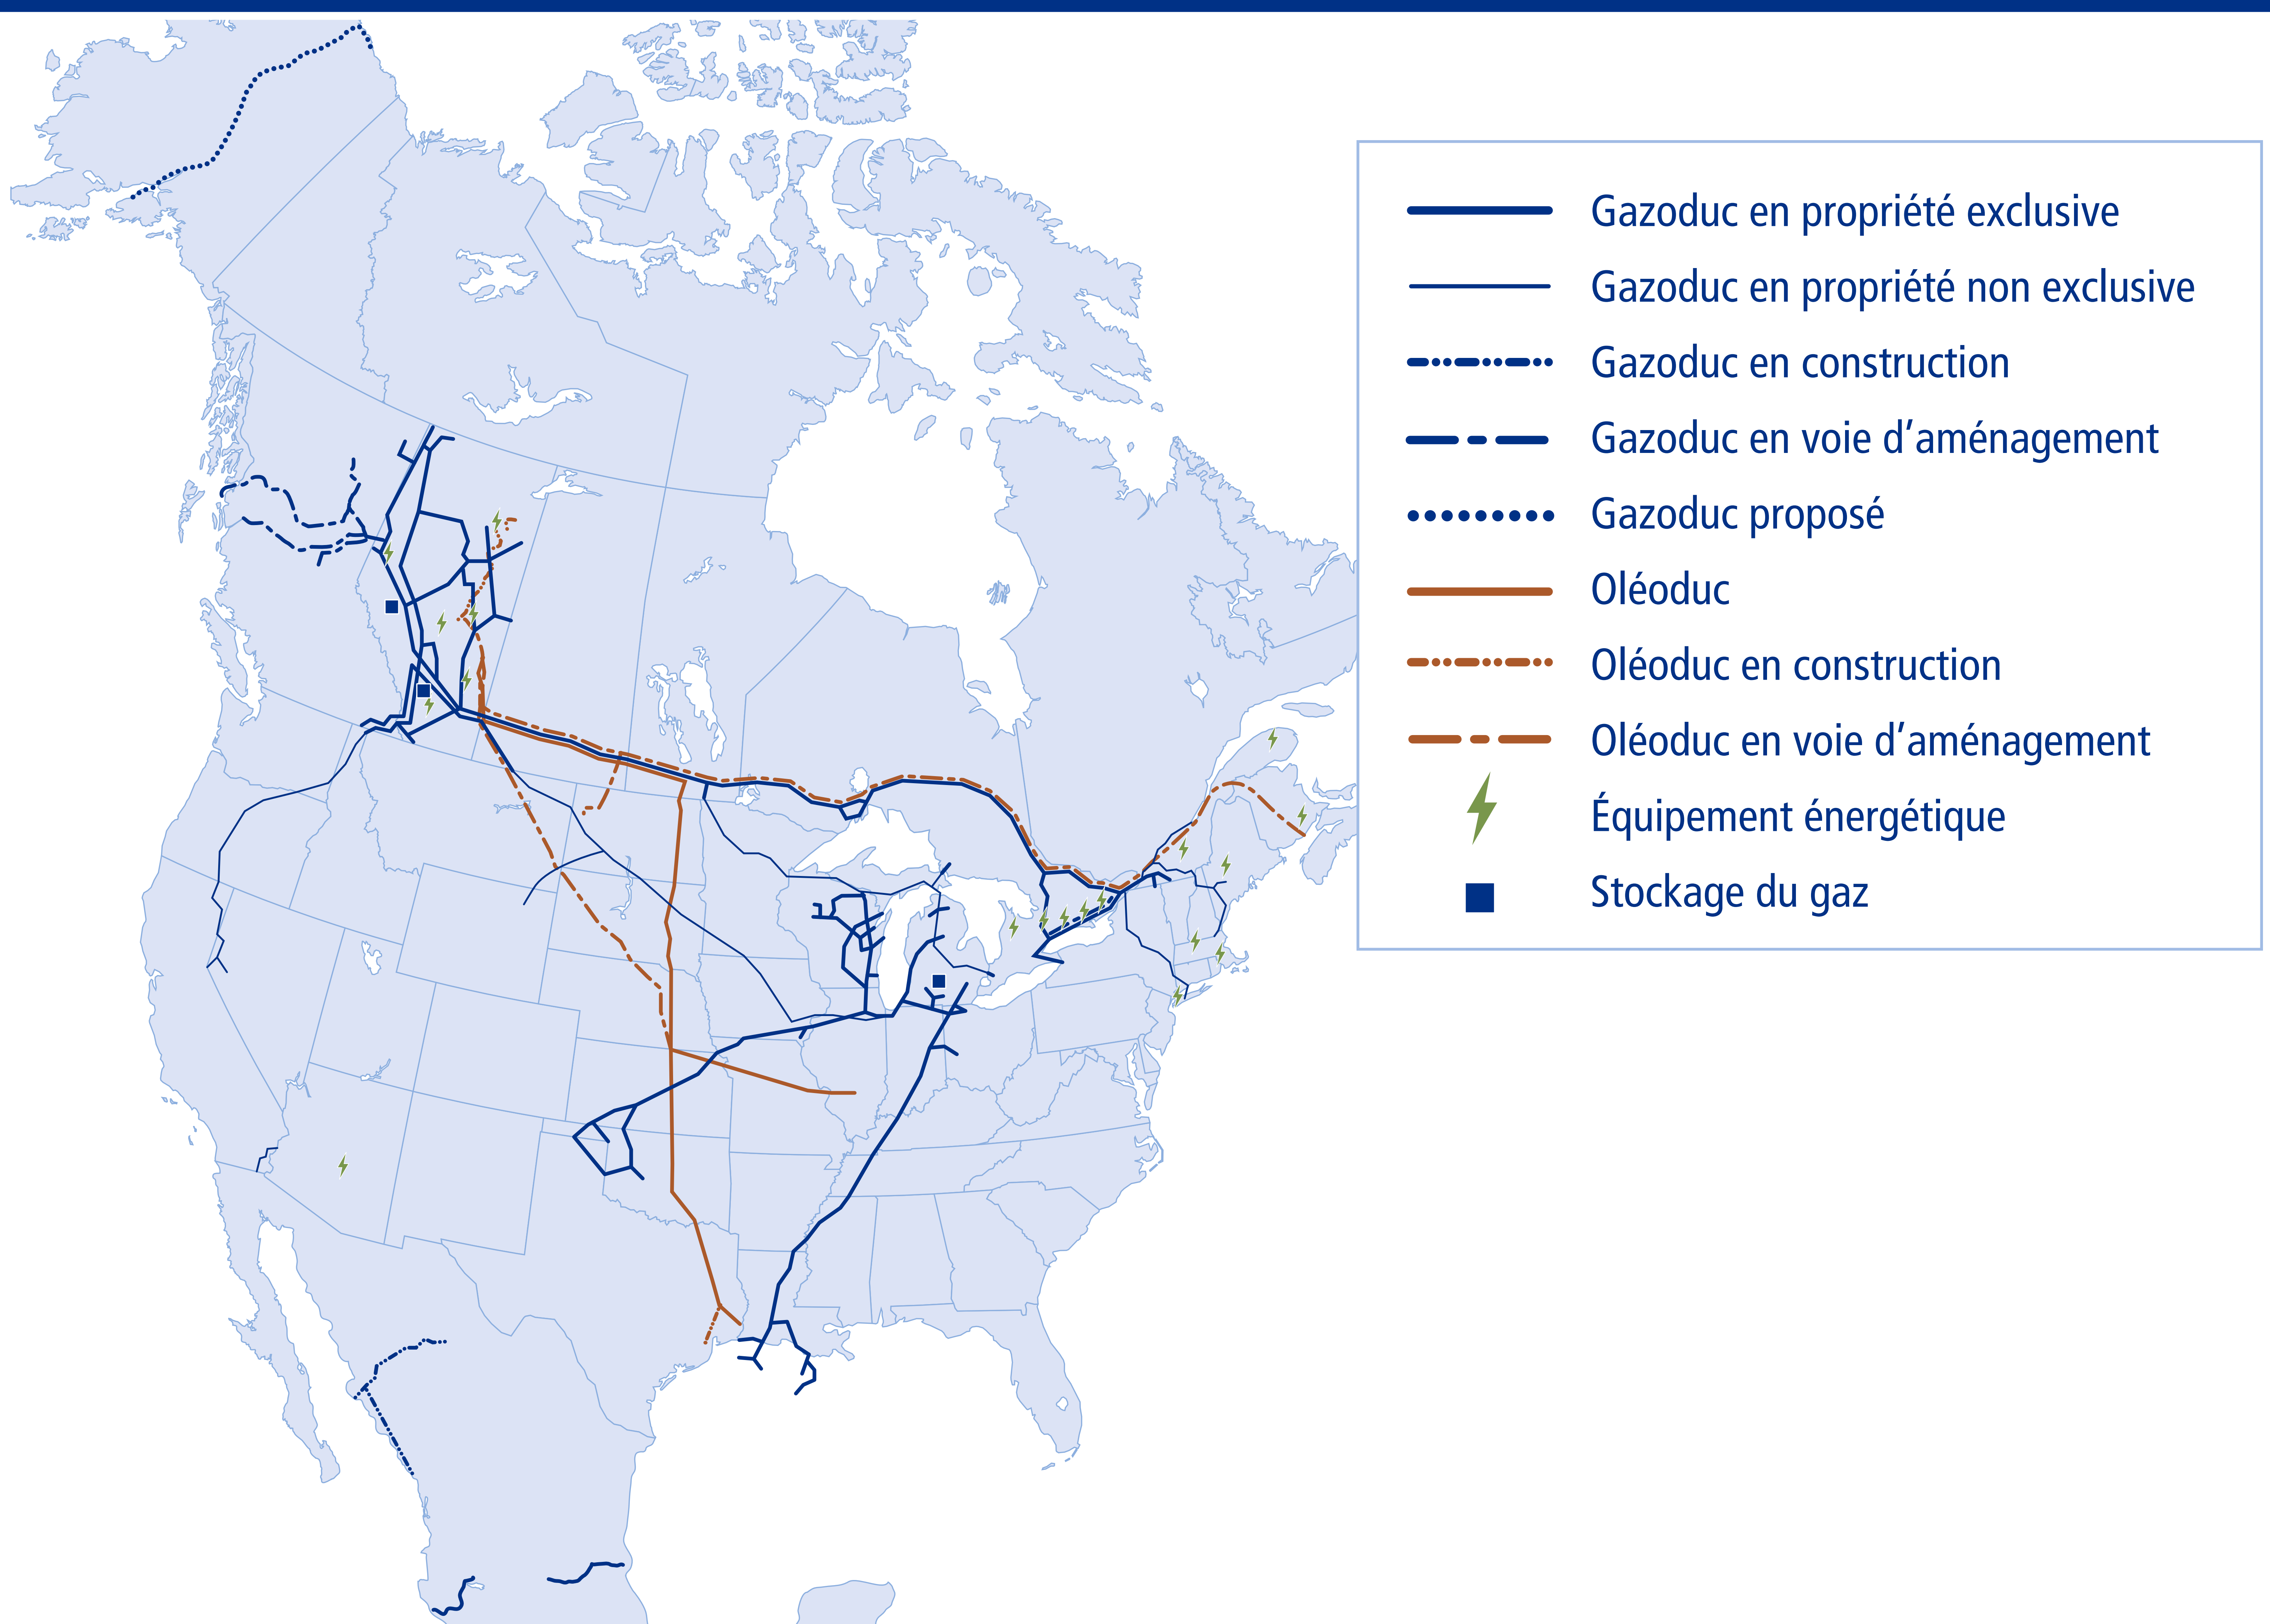 Gazoduc en propriété exclusive
Gazoduc en propriété non exclusive
Gazoduc en construction
Gazoduc en voie d’aménagement
Gazoduc proposé
Oléoduc
Oléoduc en construction
Oléoduc en voie d’aménagement
Équipement énergétique
Stockage du gaz